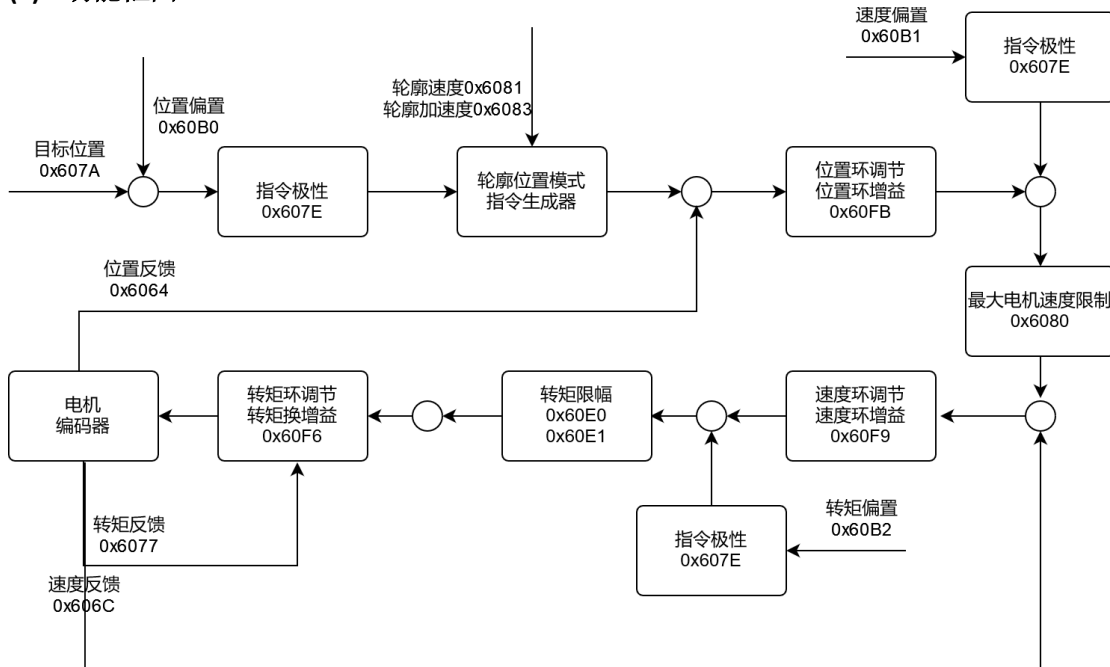 速度偏置
0x60B1
指令极性
0x607E
轮廓速度0x6081
轮廓加速度0x6083
位置偏置
0x60B0
目标位置
0x607A
指令极性
0x607E
轮廓位置模式
指令生成器
位置环调节
位置环增益
0x60FB
位置反馈
0x6064
最大电机速度限制
0x6080
电机
编码器
转矩环调节
转矩换增益
0x60F6
转矩限幅
0x60E0
0x60E1
速度环调节
速度环增益
0x60F9
转矩反馈
0x6077
指令极性
0x607E
转矩偏置
0x60B2
速度反馈
0x606C